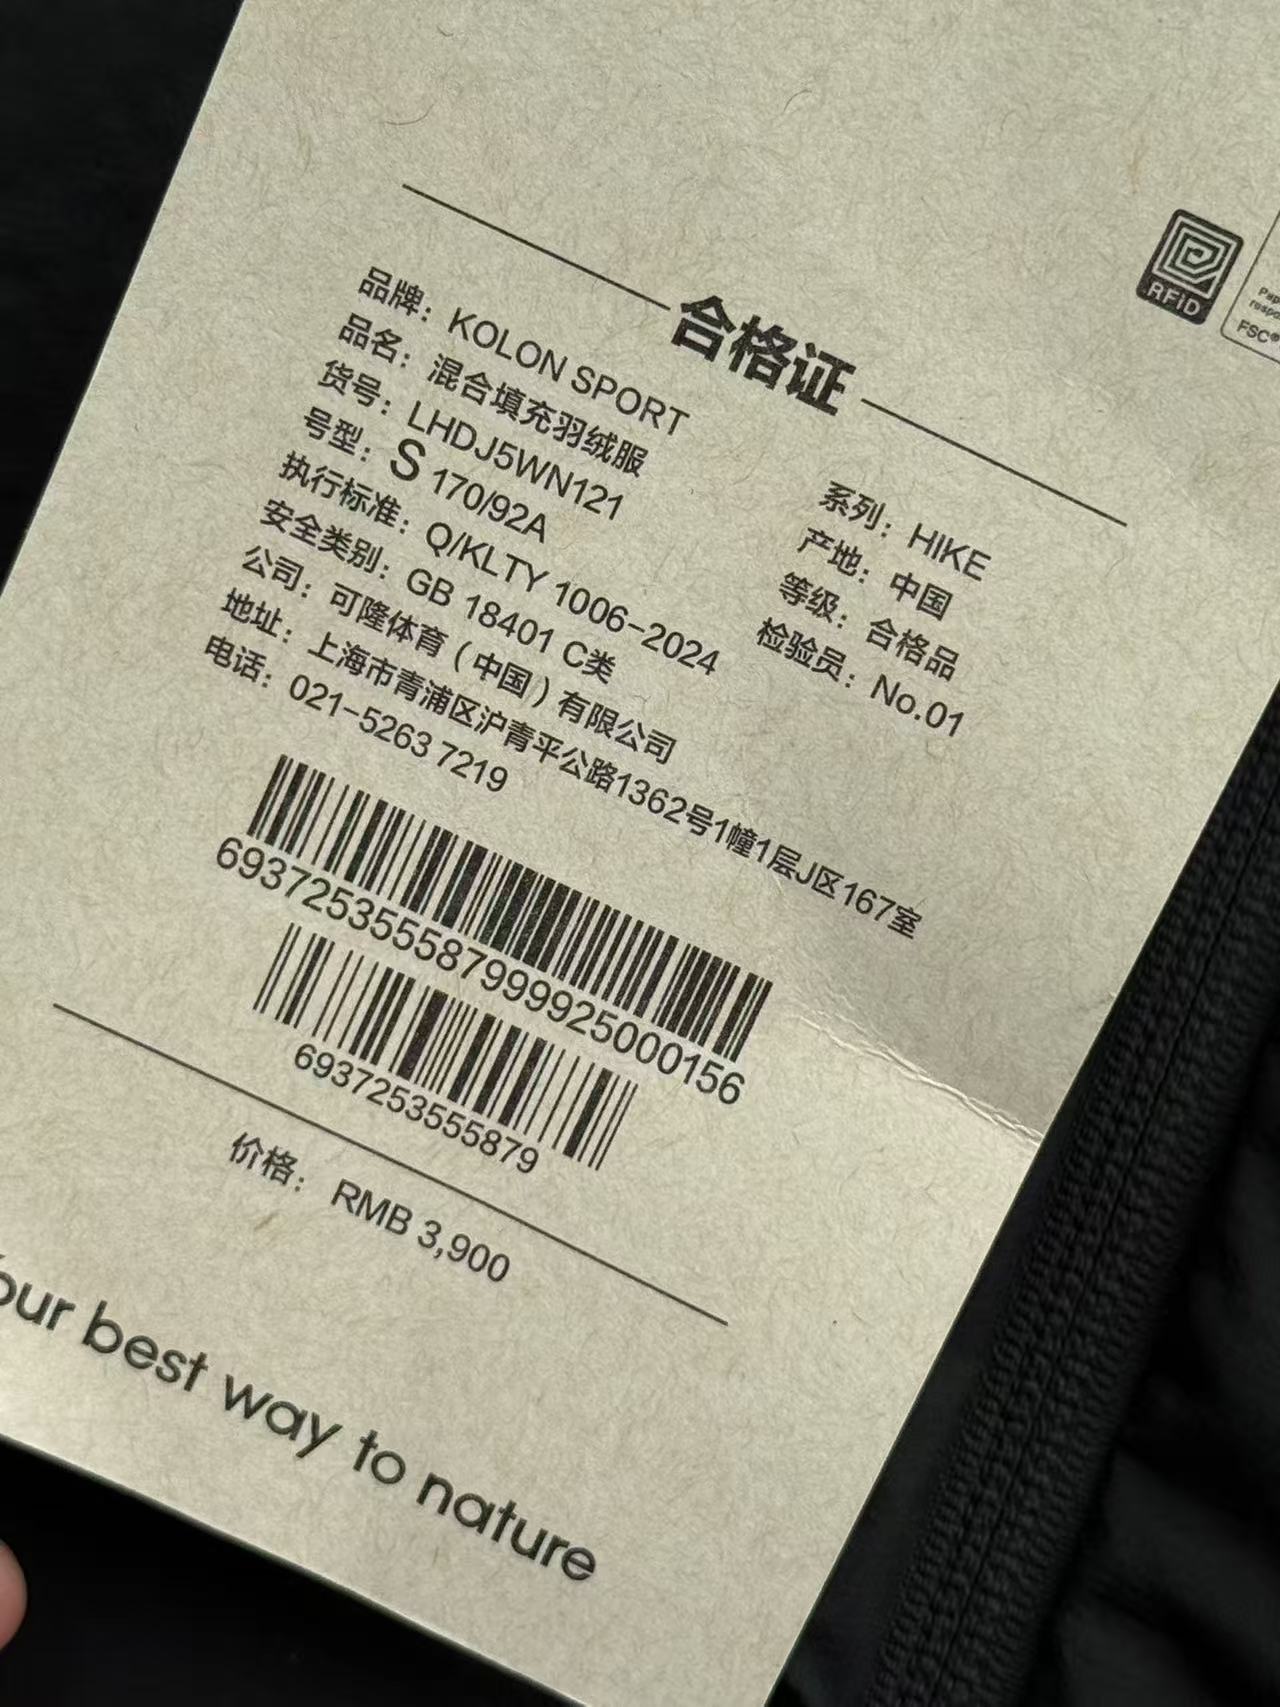 合格证
RFID
FSC®
品牌：KOLON SPORT
品名：混合填充羽绒服
货号：LHDJ5WN121
号型：S 170/92A
执行标准：Q/KLTY 1006-2024
安全类别：GB 18401 C类
公司：可隆体育（中国）有限公司
地址：上海市青浦区沪青平公路1362号1幢1层J区167室
电话：021-5263 7219
系列：HIKE
产地：中国
等级：合格品
检验员：No.01
693725355587999925000156
6937253555879
价格：RMB 3,900
our best way to nature